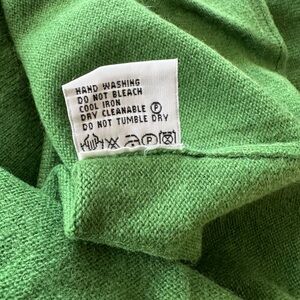 HAND WASHING
DO NOT BLEACH
COOL IRON
DRY CLEANABLE Ⓟ
DO NOT TUMBLE DRY
P